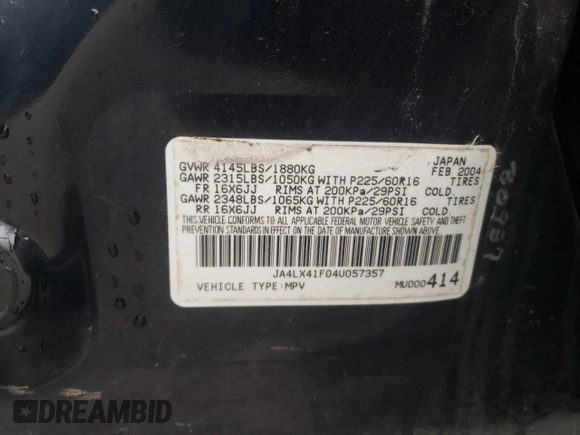 JAPAN
GVWR 4145LBS/1880KG FEB 2004
GAWR 2315LBS/1050KG WITH P225/60R16 TIRES
FR 16X6JJ RIMS AT 200KPa/29PSI COLD.
GAWR 2348LBS/1065KG WITH P225/60R16 TIRES
RR 16X6JJ RIMS AT 200KPa/29PSI COLD.
THIS VEHICLE CONFORMS TO ALL APPLICABLE FEDERAL MOTOR VEHICLE SAFETY AND THEFT
PREVENTION STANDARDS IN EFFECT ON THE DATE OF MANUFACTURE SHOWN ABOVE.
JA4LX41F04U057357
VEHICLE TYPE:MPV MU000414
DREAMBID